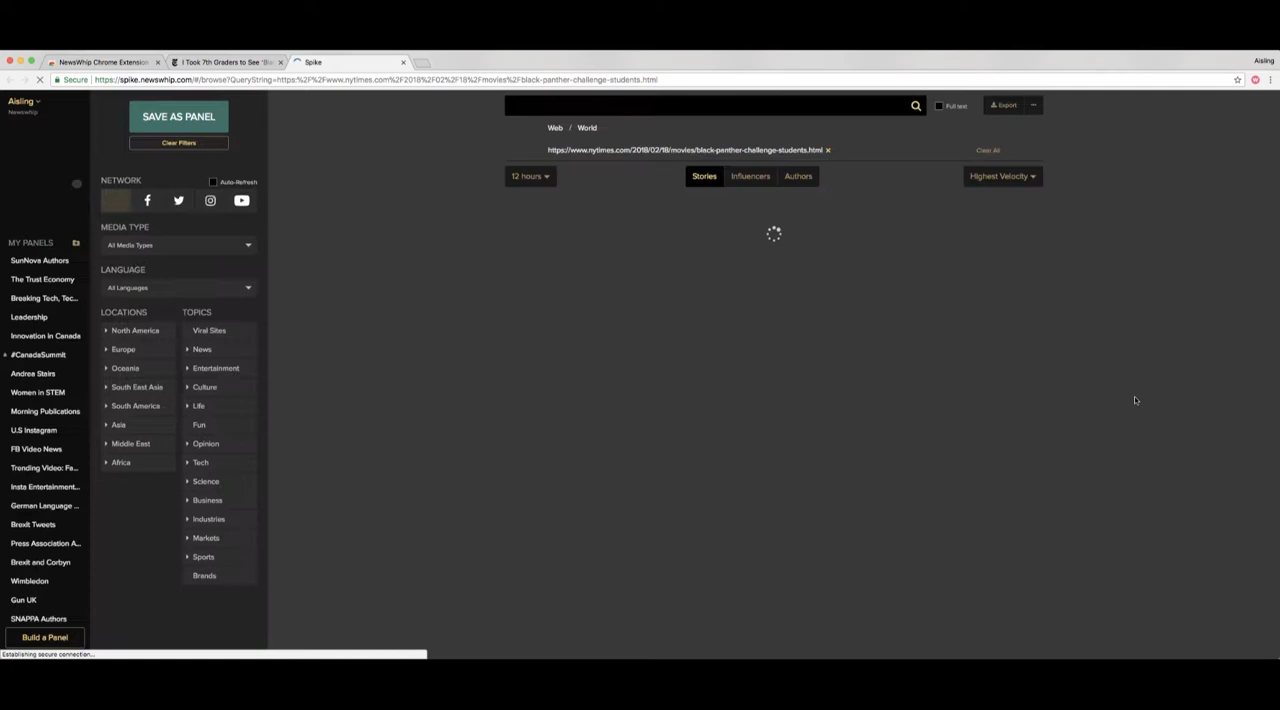 NewsWhip Chrome Extension
I Took 7th Graders to See 'Bla
Spike
Aisling
Secure
https://spike.newswhip.com/#/browse?QueryString=https:%2F%2Fwww.nytimes.com%2F2018%2F02%2F18%2Fmovies%2Fblack-panther-challenge-students.html
Aisling
Newswhip
MY PANELS
SunNova Authors
The Trust Economy
Breaking Tech, Tec...
Leadership
Innovation in Canada
#CanadaSummit
Andrea Stairs
Women in STEM
Morning Publications
U.S Instagram
FB Video News
Trending Video: Fa...
Insta Entertainment...
German Language ...
Brexit Tweets
Press Association A...
Brexit and Corbyn
Wimbledon
Gun UK
SNAPPA Authors
Build a Panel
Establishing secure connection...
SAVE AS PANEL
Clear Filters
NETWORK
Auto-Refresh
MEDIA TYPE
All Media Types
LANGUAGE
All Languages
LOCATIONS
North America
Europe
Oceania
South East Asia
South America
Asia
Middle East
Africa
TOPICS
Viral Sites
News
Entertainment
Culture
Life
Fun
Opinion
Tech
Science
Business
Industries
Markets
Sports
Brands
Full text
Export
Web / World
https://www.nytimes.com/2018/02/18/movies/black-panther-challenge-students.html
Clear All
12 hours
Stories
Influencers
Authors
Highest Velocity